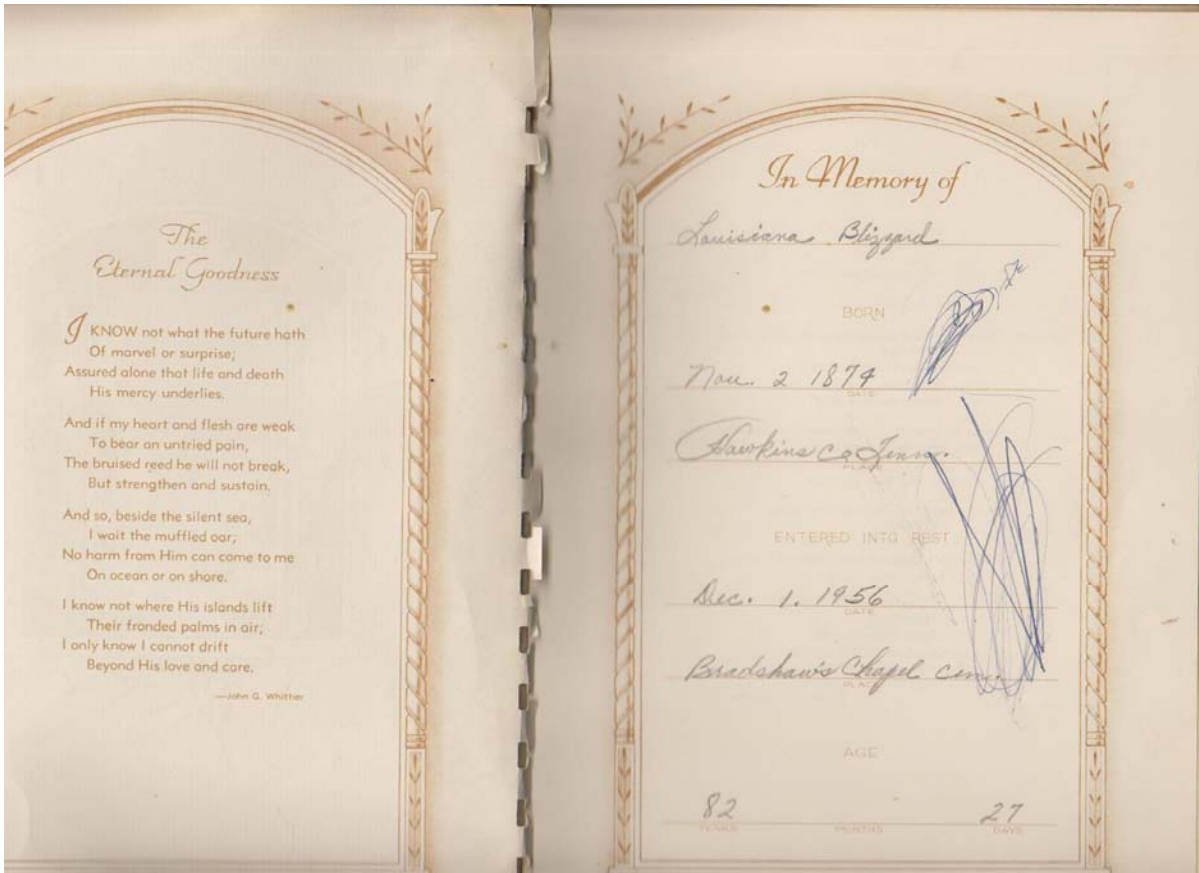 The
Eternal Goodness
I KNOW not what the future hath
Of marvel or surprise;
Assured alone that life and death
His mercy underlies.
And if my heart and flesh are weak
To bear an untried pain,
The bruised reed he will not break,
But strengthen and sustain.
And so, beside the silent sea,
I wait the muffled oar;
No harm from Him can come to me
On ocean or on shore.
I know not where His islands lift
Their fronded palms in air;
I only know I cannot drift
Beyond His love and care.
—John G. Whittier
In Memory of
Louisiana Blizzard
BORN
Nov. 2 1874
DATE
Hawkins Co Tenn.
PLACE
ENTERED INTO REST
Dec. 1. 1956
DATE
Bradshaw's Chapel Cem.
PLACE
AGE
82 27
YEARS MONTHS DAYS